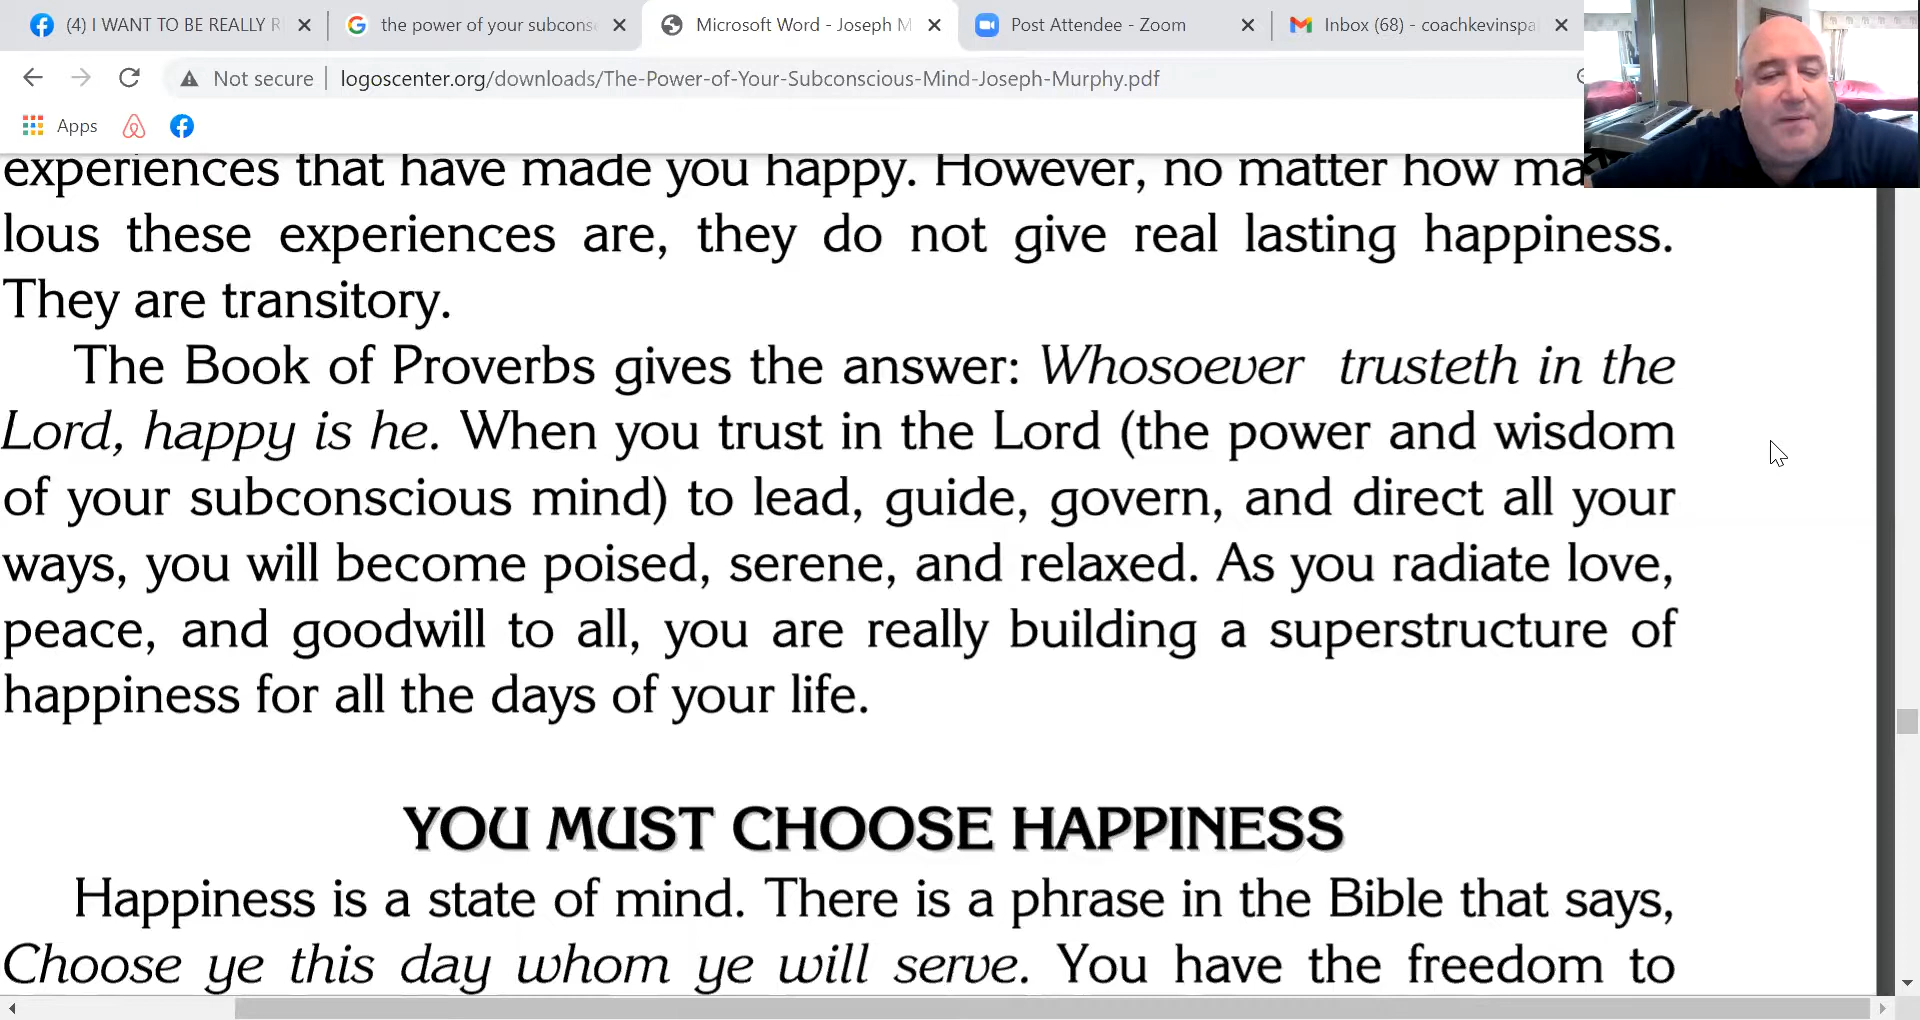 (4) I WANT TO BE REALLY
the power of your
Microsoft Word - Joseph
Post Attendee - Zoom
Inbox (68) -
Not secure
logoscenter.org/downloads/The-Power-of-Your-Subconscious-Mind-Joseph-Murphy.pdf
Apps
experiences that have made you happy. However, no matter how
lous these experiences are, they do not give real lasting happiness.
They are transitory.
The Book of Proverbs gives the answer: Whosoever trusteth in the
Lord, happy is he. When you trust in the Lord (the power and wisdom
of your subconscious mind) to lead, guide, govern, and direct all your
ways, you will become poised, serene, and relaxed. As you radiate love,
peace, and goodwill to all, you are really building a superstructure of
happiness for all the days of your life.
YOU MUST CHOOSE HAPPINESS
Happiness is a state of mind. There is a phrase in the Bible that says,
Choose ye this day whom ye will serve. You have the freedom to